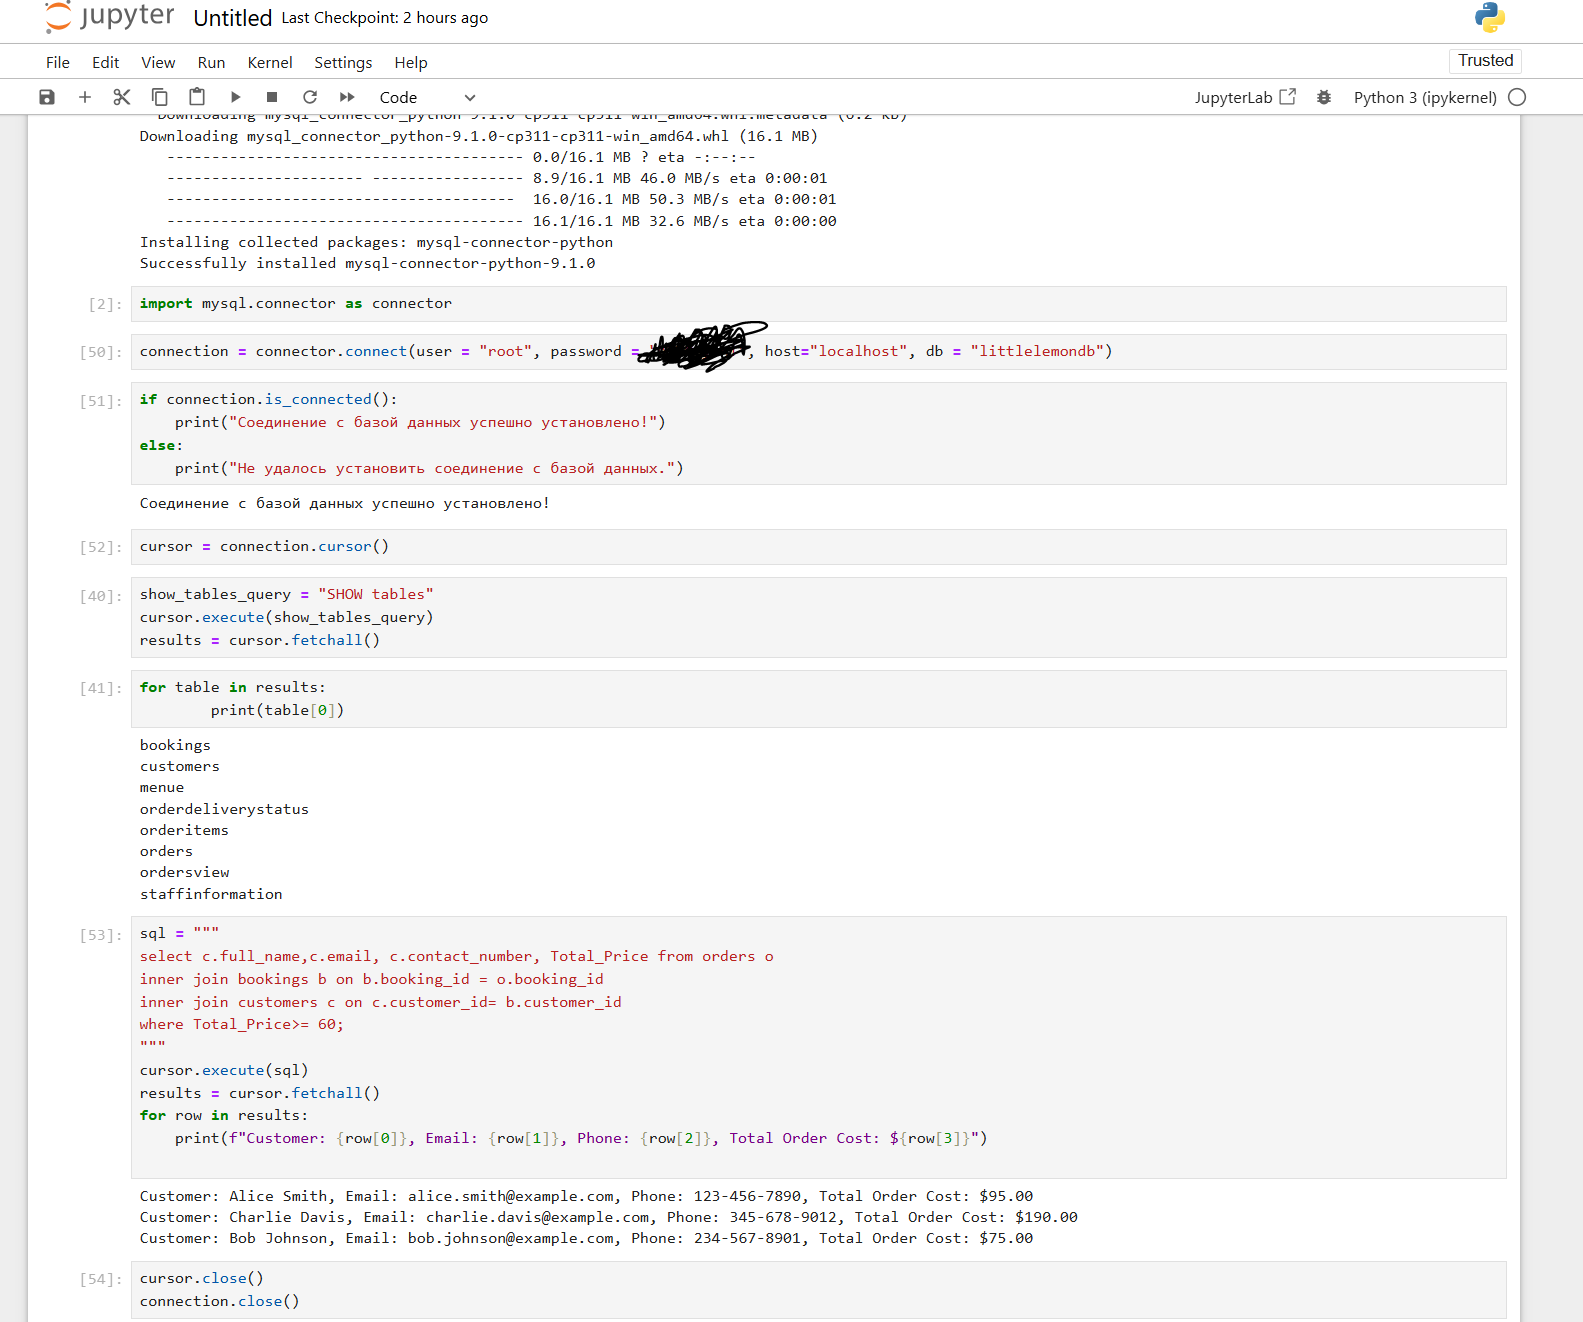 jupyter Untitled Last Checkpoint: 2 hours ago
File Edit View Run Kernel Settings Help Trusted
Code JupyterLab Python 3 (ipykernel)
Downloading mysql_connector_python-9.1.0-cp311-cp311-win_amd64.whl.metadata (6.2 kB)
Downloading mysql_connector_python-9.1.0-cp311-cp311-win_amd64.whl (16.1 MB)
---------------------------------------- 0.0/16.1 MB ? eta -:--:--
---------------------- ----------------- 8.9/16.1 MB 46.0 MB/s eta 0:00:01
---------------------------------------  16.0/16.1 MB 50.3 MB/s eta 0:00:01
---------------------------------------- 16.1/16.1 MB 32.6 MB/s eta 0:00:00
Installing collected packages: mysql-connector-python
Successfully installed mysql-connector-python-9.1.0
[2]: import mysql.connector as connector
[50]: connection = connector.connect(user = "root", password = , host="localhost", db = "littlelemondb")
[51]: if connection.is_connected():
print("Соединение с базой данных успешно установлено!")
else:
print("Не удалось установить соединение с базой данных.")
Соединение с базой данных успешно установлено!
[52]: cursor = connection.cursor()
[40]: show_tables_query = "SHOW tables"
cursor.execute(show_tables_query)
results = cursor.fetchall()
[41]: for table in results:
print(table[0])
bookings
customers
menue
orderdeliverystatus
orderitems
orders
ordersview
staffinformation
[53]: sql = """
select c.full_name,c.email, c.contact_number, Total_Price from orders o
inner join bookings b on b.booking_id = o.booking_id
inner join customers c on c.customer_id= b.customer_id
where Total_Price>= 60;
"""
cursor.execute(sql)
results = cursor.fetchall()
for row in results:
print(f"Customer: {row[0]}, Email: {row[1]}, Phone: {row[2]}, Total Order Cost: ${row[3]}")
Customer: Alice Smith, Email: alice.smith@example.com, Phone: 123-456-7890, Total Order Cost: $95.00
Customer: Charlie Davis, Email: charlie.davis@example.com, Phone: 345-678-9012, Total Order Cost: $190.00
Customer: Bob Johnson, Email: bob.johnson@example.com, Phone: 234-567-8901, Total Order Cost: $75.00
[54]: cursor.close()
connection.close()